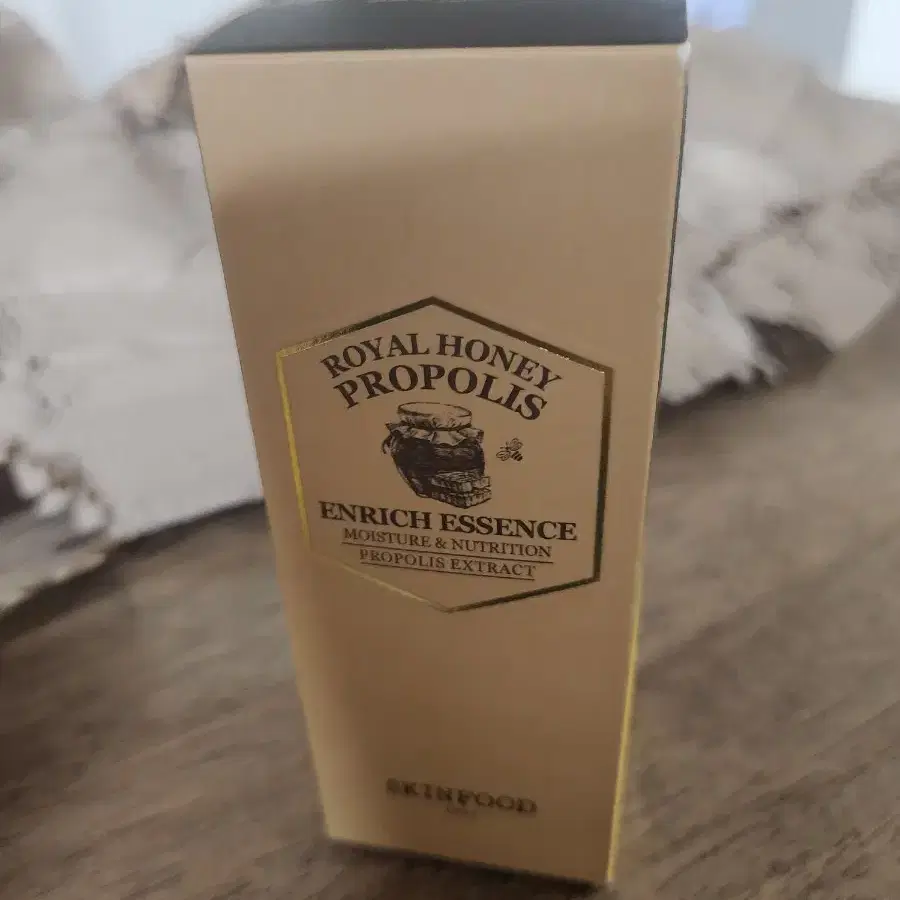 ROYAL HONEY
PROPOLIS
ENRICH ESSENCE
MOISTURE & NUTRITION
PROPOLIS EXTRACT
SKINFOOD